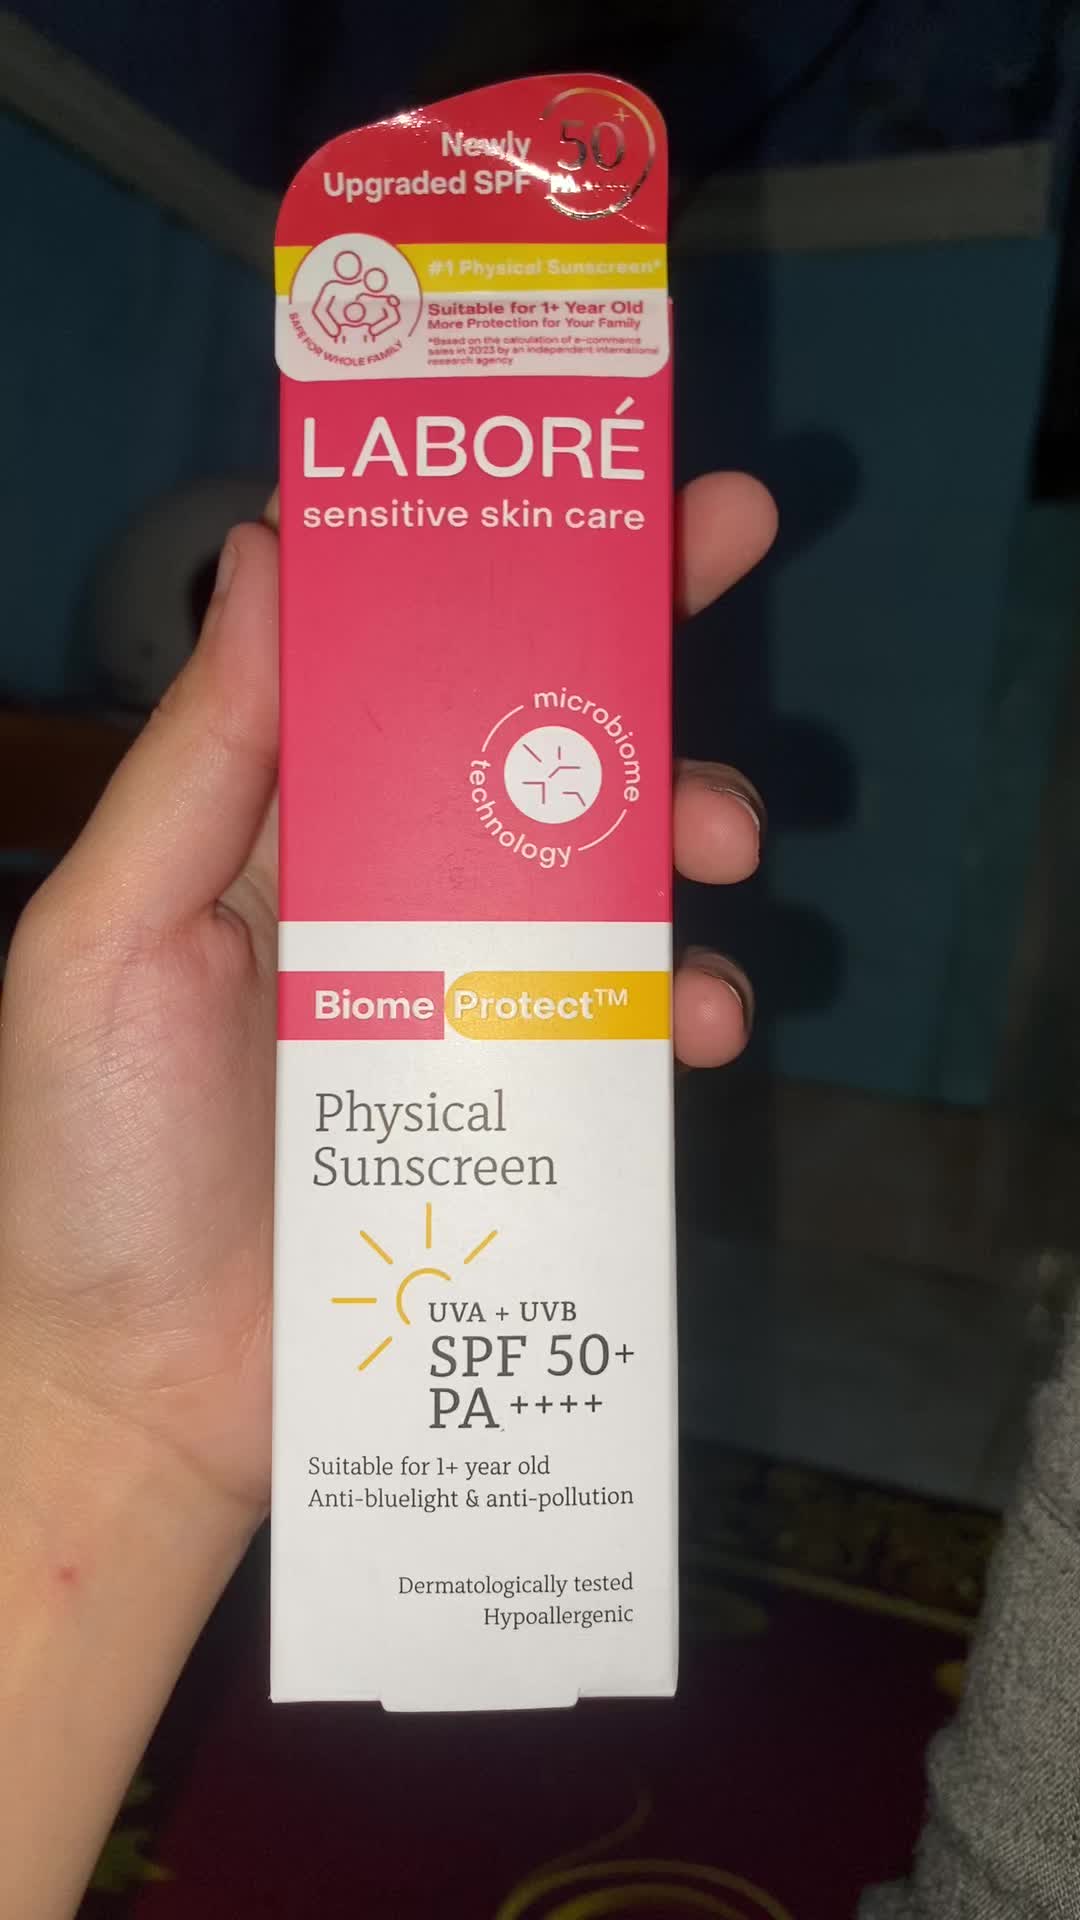 Newly
Upgraded SPF
50+
PA++++
#1 Physical Sunscreen*
Suitable for 1+ Year Old
More Protection for Your Family
*Based on the calculation of e-commerce
sales in 2023 by an independent international
research agency
SAFE FOR WHOLE FAMILY
LABORÉ
sensitive skin care
microbiome
technology
Biome Protect™
Physical
Sunscreen
UVA + UVB
SPF 50+
PA ++++
Suitable for 1+ year old
Anti-bluelight & anti-pollution
Dermatologically tested
Hypoallergenic